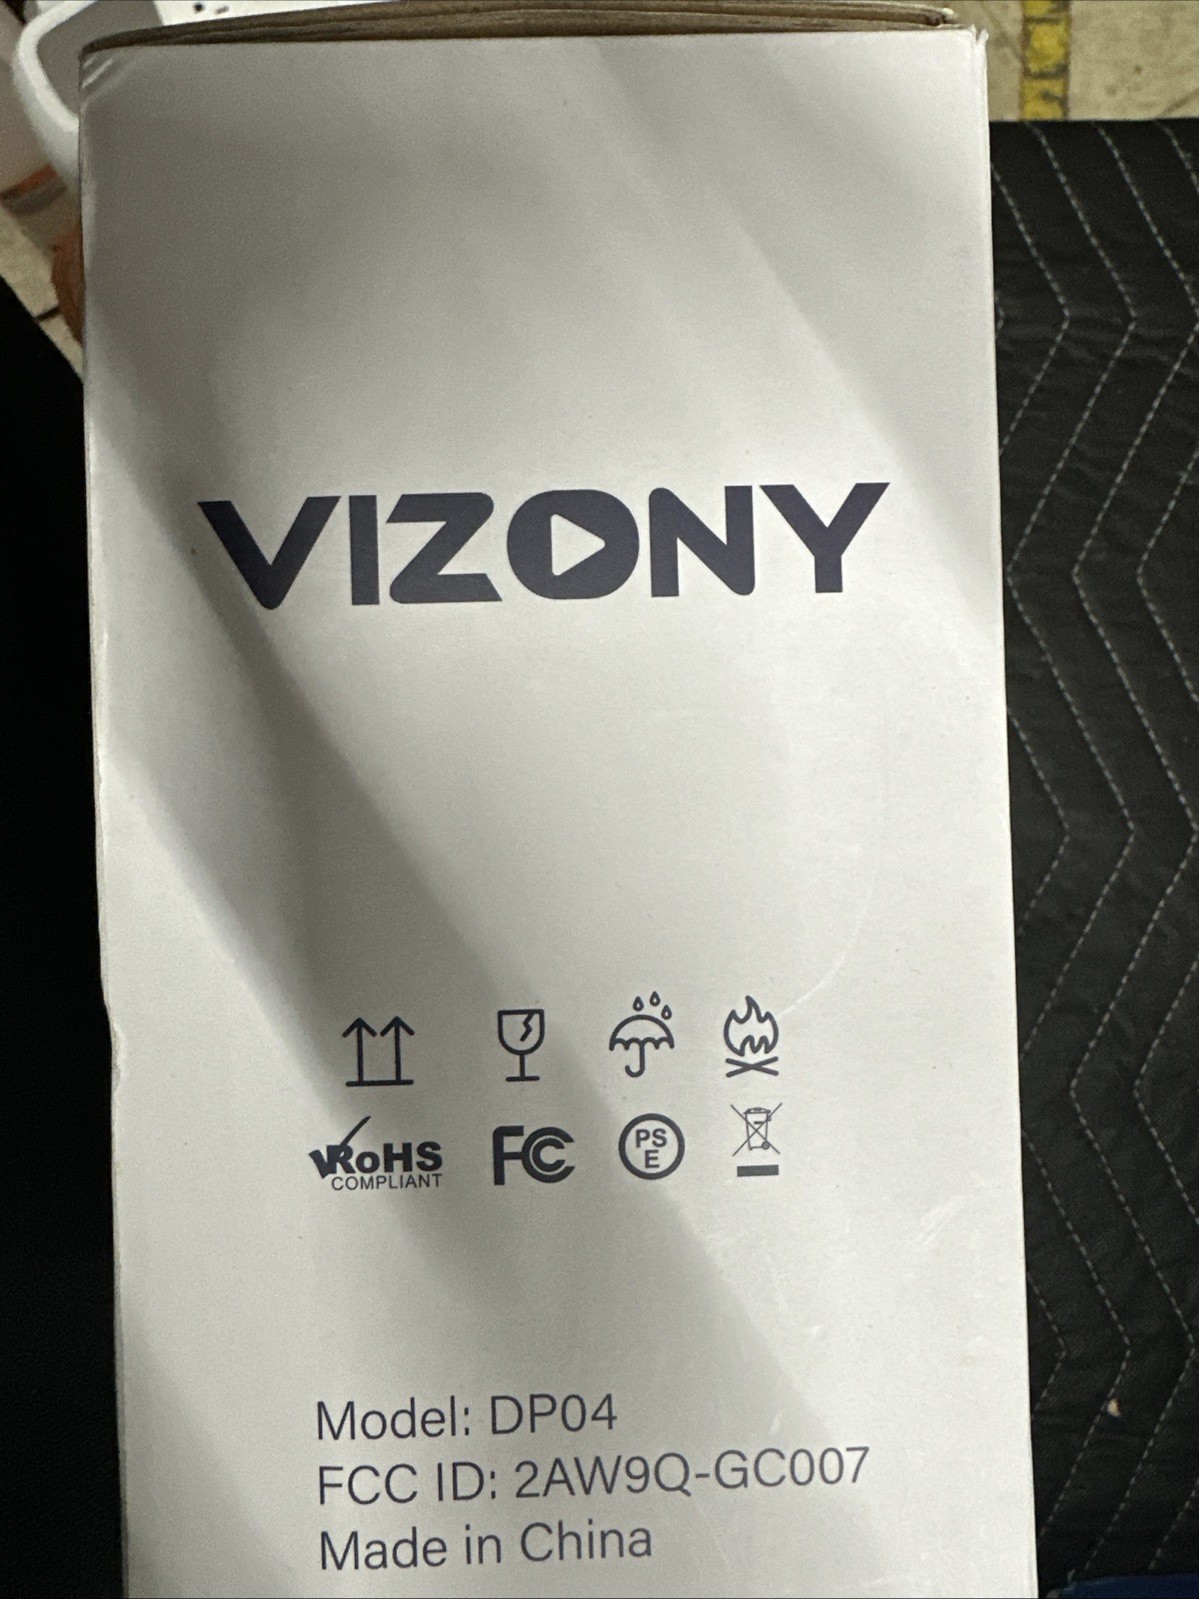 VIZONY
RoHS
COMPLIANT
FC
PS
E
Model: DP04
FCC ID: 2AW9Q-GC007
Made in China